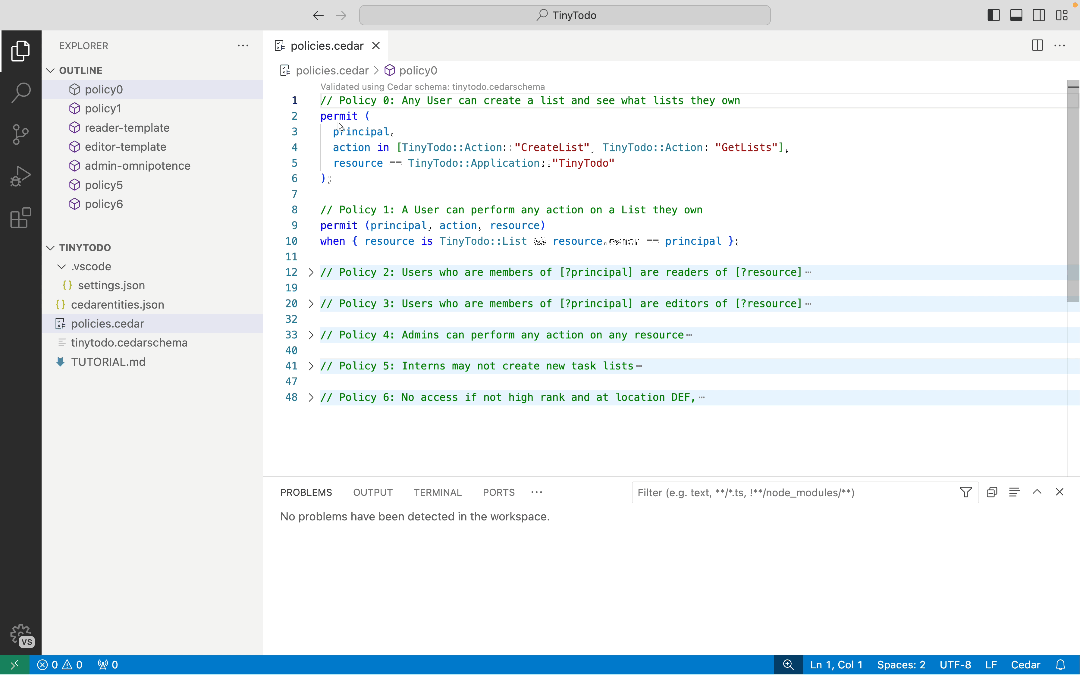 TinyTodo
EXPLORER
OUTLINE
policy0
policy1
reader-template
editor-template
admin-omnipotence
policy5
policy6
TINYTODO
.vscode
{} settings.json
{} cedarentities.json
policies.cedar
tinytodo.cedarschema
TUTORIAL.md
VS
policies.cedar
policies.cedar > policy0
Validated using Cedar schema: tinytodo.cedarschema
1 // Policy 0: Any User can create a list and see what lists they own
2 permit (
3 principal,
4 action in [TinyTodo::Action::"CreateList", TinyTodo::Action::"GetLists"],
5 resource == TinyTodo::Application::"TinyTodo"
6 );
7
8 // Policy 1: A User can perform any action on a List they own
9 permit (principal, action, resource)
10 when { resource is TinyTodo::List && resource.owner == principal };
11
12 // Policy 2: Users who are members of [?principal] are readers of [?resource]
19
20 // Policy 3: Users who are members of [?principal] are editors of [?resource]
32
33 // Policy 4: Admins can perform any action on any resource
40
41 // Policy 5: Interns may not create new task lists
47
48 // Policy 6: No access if not high rank and at location DEF,
PROBLEMS OUTPUT TERMINAL PORTS
Filter (e.g. text, **/*.ts, !**/node_modules/**)
No problems have been detected in the workspace.
0 0 0 Ln 1, Col 1 Spaces: 2 UTF-8 LF Cedar